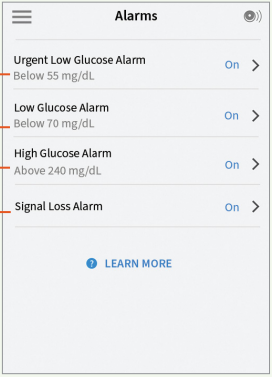 Alarms
Urgent Low Glucose Alarm
Below 55 mg/dL
On
Low Glucose Alarm
Below 70 mg/dL
On
High Glucose Alarm
Above 240 mg/dL
On
Signal Loss Alarm
On
? LEARN MORE